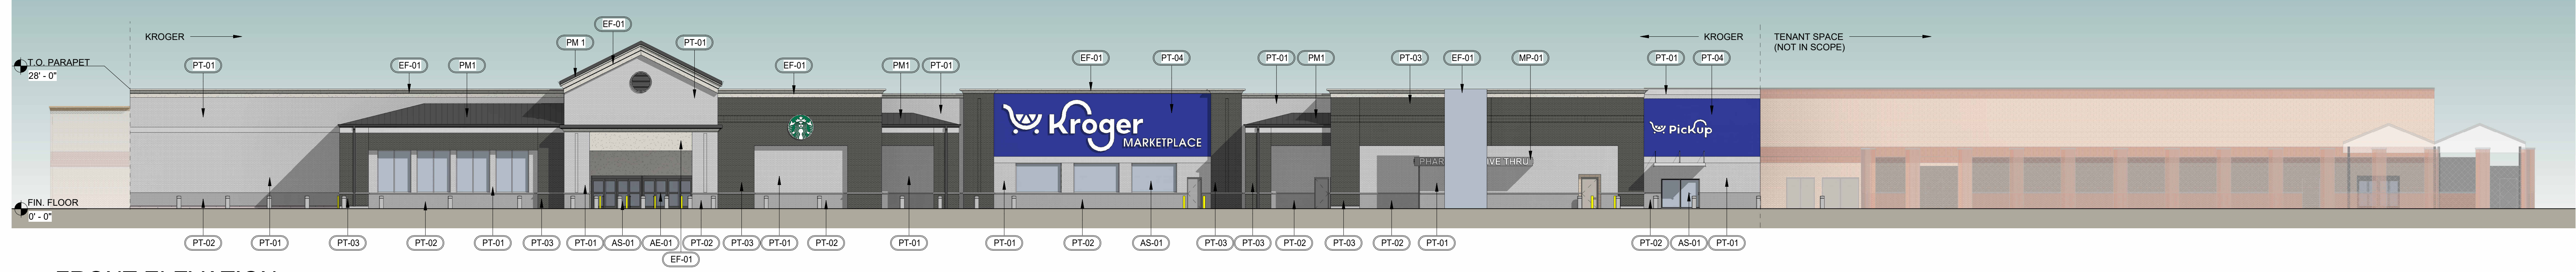 EF-01
KROGER
PM 1
PT-01
KROGER
TENANT SPACE
(NOT IN SCOPE)
T.O. PARAPET
28' - 0"
PT-01
EF-01
PM1
EF-01
PM1
PT-01
EF-01
PT-04
PT-01
PM1
PT-03
EF-01
MP-01
PT-01
PT-04
Kroger
MARKETPLACE
PickUp
FIN. FLOOR
0' - 0"
PT-02
PT-01
PT-03
PT-02
PT-01
PT-03
PT-01
AS-01
AE-01
PT-02
PT-03
PT-01
PT-02
PT-01
PT-01
PT-02
AS-01
PT-03
PT-03
PT-02
PT-03
PT-02
PT-01
PT-02
AS-01
PT-01
EF-01